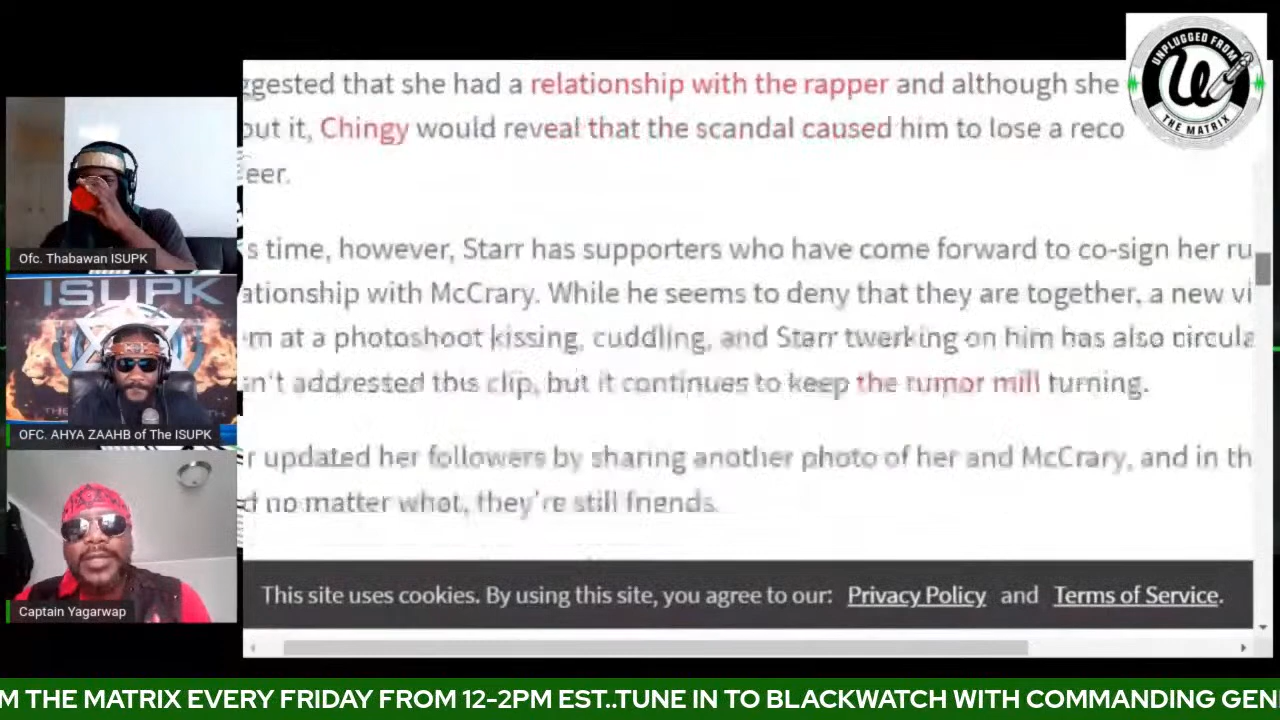 UNPLUGGED FROM
THE MATRIX
ggested that she had a relationship with the rapper and although she
out it, Chingy would reveal that the scandal caused him to lose a reco
eer.
s time, however, Starr has supporters who have come forward to co-sign her ru
ationship with McCrary. While he seems to deny that they are together, a new vi
m at a photoshoot kissing, cuddling, and Starr twerking on him has also circula
n't addressed this clip, but it continues to keep the rumor mill turning.
r updated her followers by sharing another photo of her and McCrary, and in th
d no matter what, they're still friends.
This site uses cookies. By using this site, you agree to our: Privacy Policy and Terms of Service.
Ofc. Thabawan ISUPK
ISUPK
OFC. AHYA ZAAHB of The ISUPK
Captain Yagarwap
M THE MATRIX EVERY FRIDAY FROM 12-2PM EST..TUNE IN TO BLACKWATCH WITH COMMANDING GEN